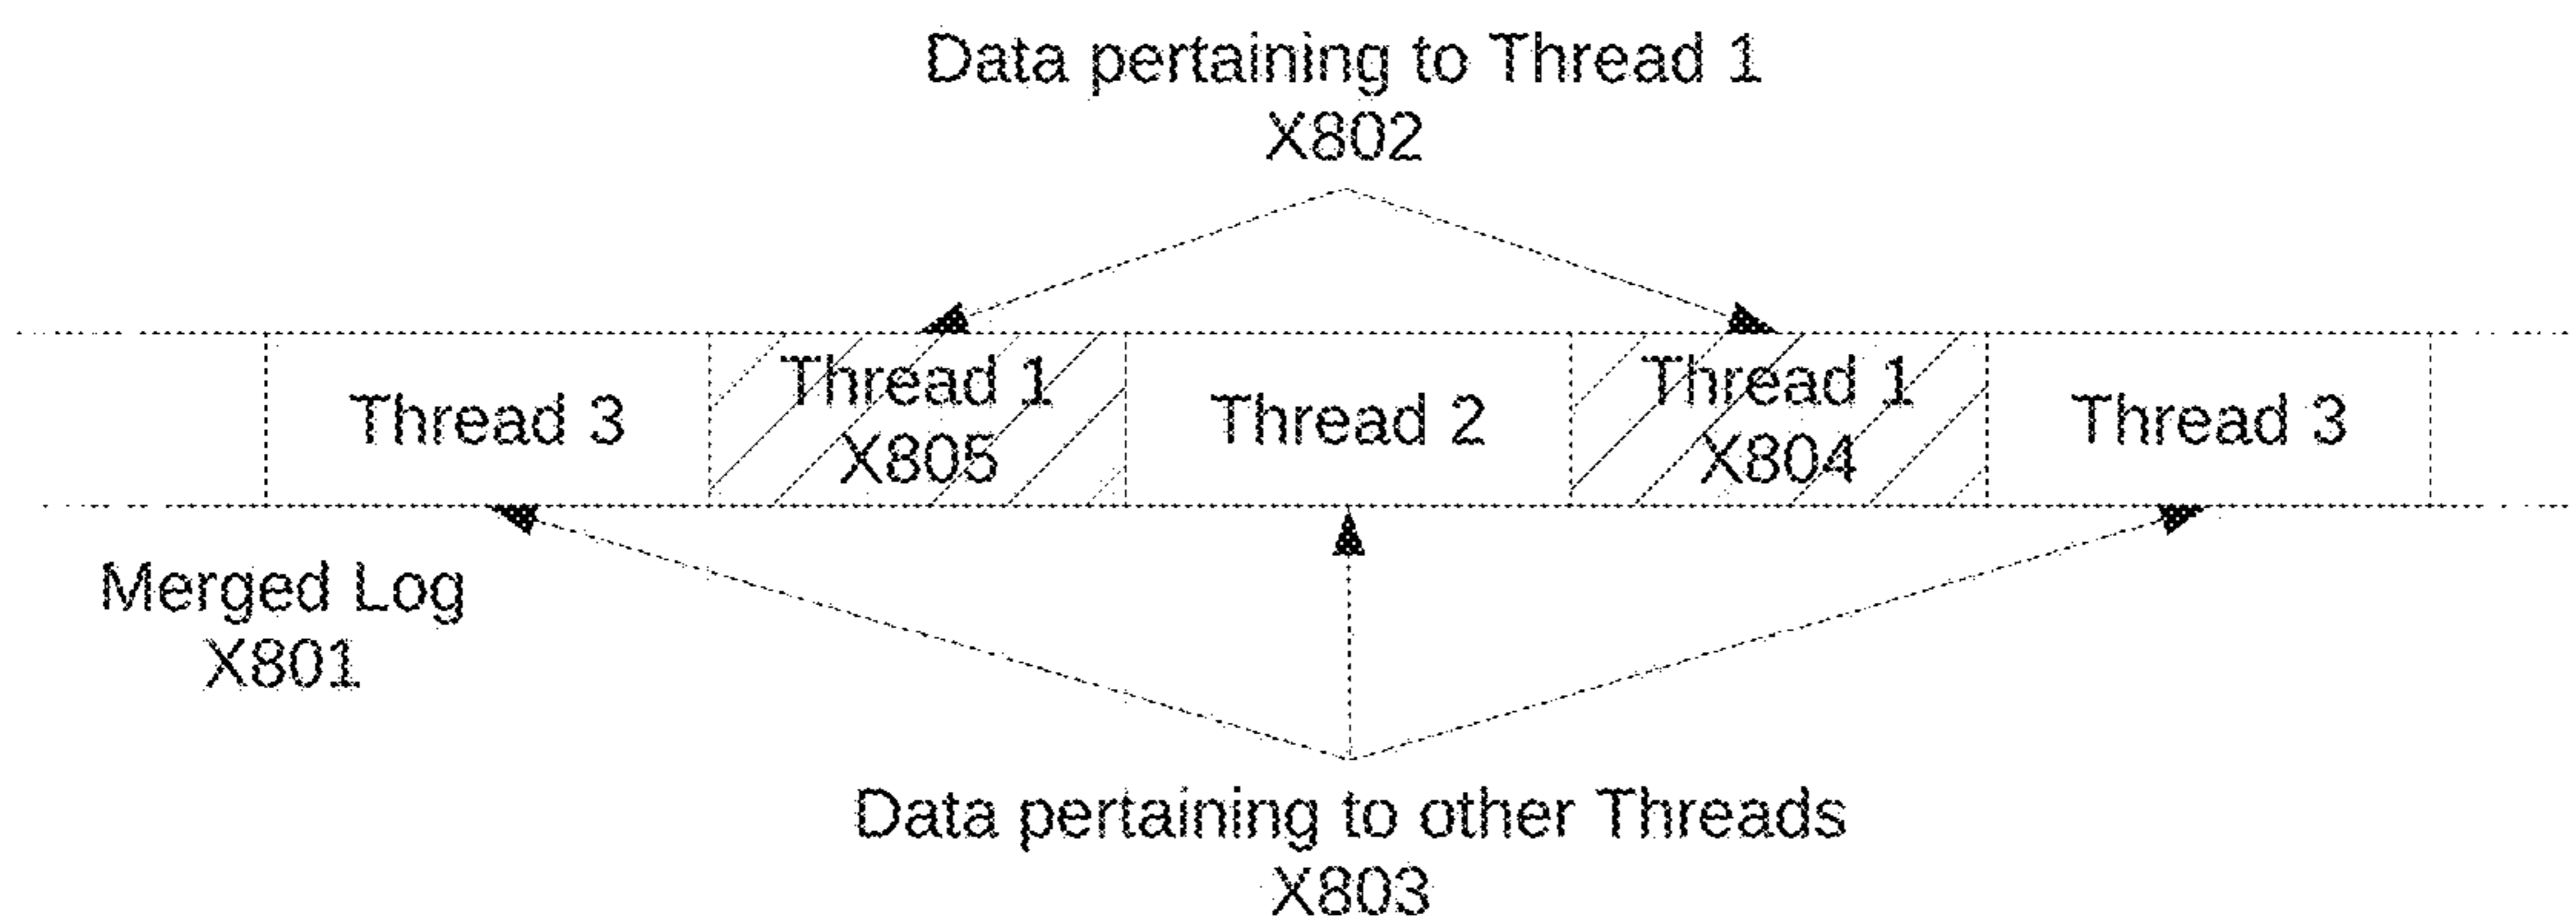 Data pertaining to Thread 1
X802
Thread 3
Thread 1
X805
Thread 2
Thread 1
X804
Thread 3
Merged Log
X801
Data pertaining to other Threads
X803